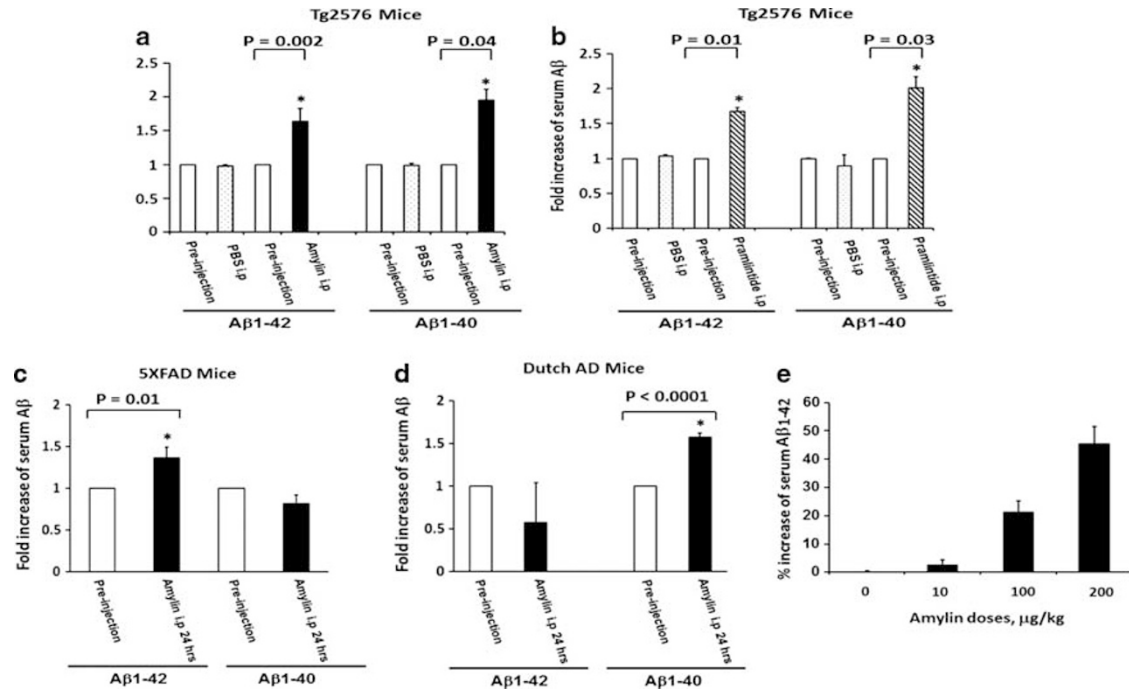 Tg2576 Mice
a
P = 0.002
P = 0.04
2.5
2
1.5
1
0.5
0
*
*
Pre-injection
PBS i.p
Pre-injection
Amylin i.p
Pre-injection
PBS i.p
Pre-injection
Amylin i.p
Aβ1-42
Aβ1-40
Tg2576 Mice
b
P = 0.01
P = 0.03
Fold increase of serum Aβ
2.5
2
1.5
1
0.5
0
*
*
Pre-injection
PBS i.p
Pre-injection
Pramlintide i.p
Pre-injection
PBS i.p
Pre-injection
Pramlintide i.p
Aβ1-42
Aβ1-40
c
5XFAD Mice
P = 0.01
Fold increase of serum Aβ
2
1.5
1
0.5
0
*
Pre-injection
Amylin i.p 24 hrs
Pre-injection
Amylin i.p 24 hrs
Aβ1-42
Aβ1-40
d
Dutch AD Mice
P < 0.0001
Fold increase of serum Aβ
2
1.5
1
0.5
0
*
Pre-injection
Amylin i.p 24 hrs
Pre-injection
Amylin i.p 24 hrs
Aβ1-42
Aβ1-40
e
% increase of serum Aβ1-42
60
50
40
30
20
10
0
0
10
100
200
Amylin doses, µg/kg